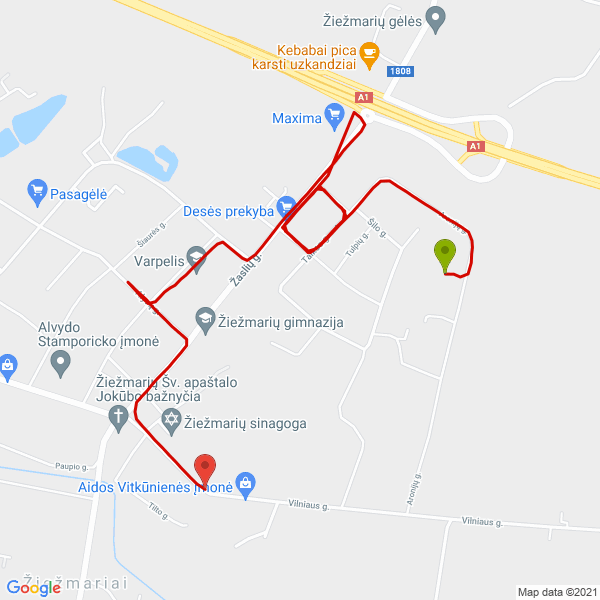 Žiežmarių gėlės
Kebabai pica
karsti uzkandziai
1808
A1
Maxima
A1
Pasagėlė
Desės prekyba
Šilo g.
Šiaurės g.
Tulpių g.
Varpelis
Žaslių g.
Žiežmarių gimnazija
Alvydo
Stamporicko įmonė
Žiežmarių Šv. apaštalo
Jokūbo bažnyčia
Žiežmarių sinagoga
Paupio g.
Aidos Vitkūnienės įmonė
Aronijų g.
Tilto g.
Vilniaus g.
Vilniaus g.
Žiežmariai
Google
Map data ©2021